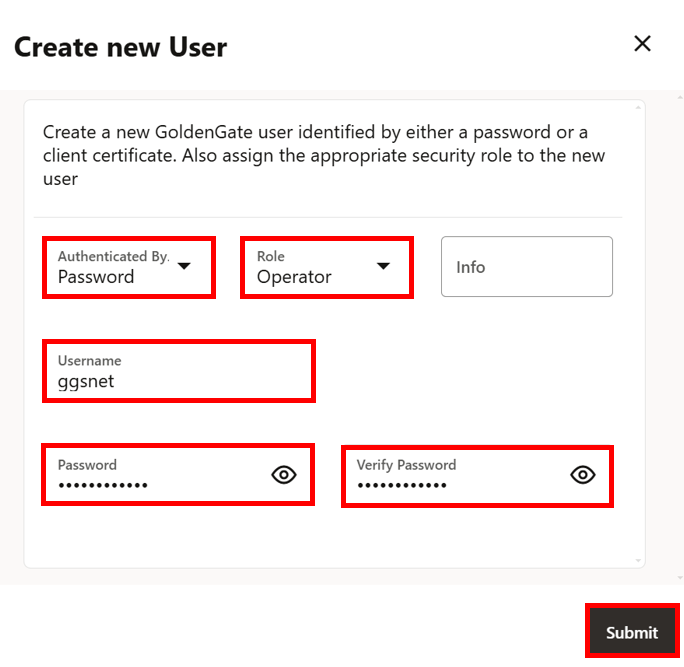 Create new User
Create a new GoldenGate user identified by either a password or a
client certificate. Also assign the appropriate security role to the new
user
Authenticated By.
Password
Role
Operator
Info
Username
ggsnet
Password
••••••••••••
Verify Password
••••••••••••
Submit